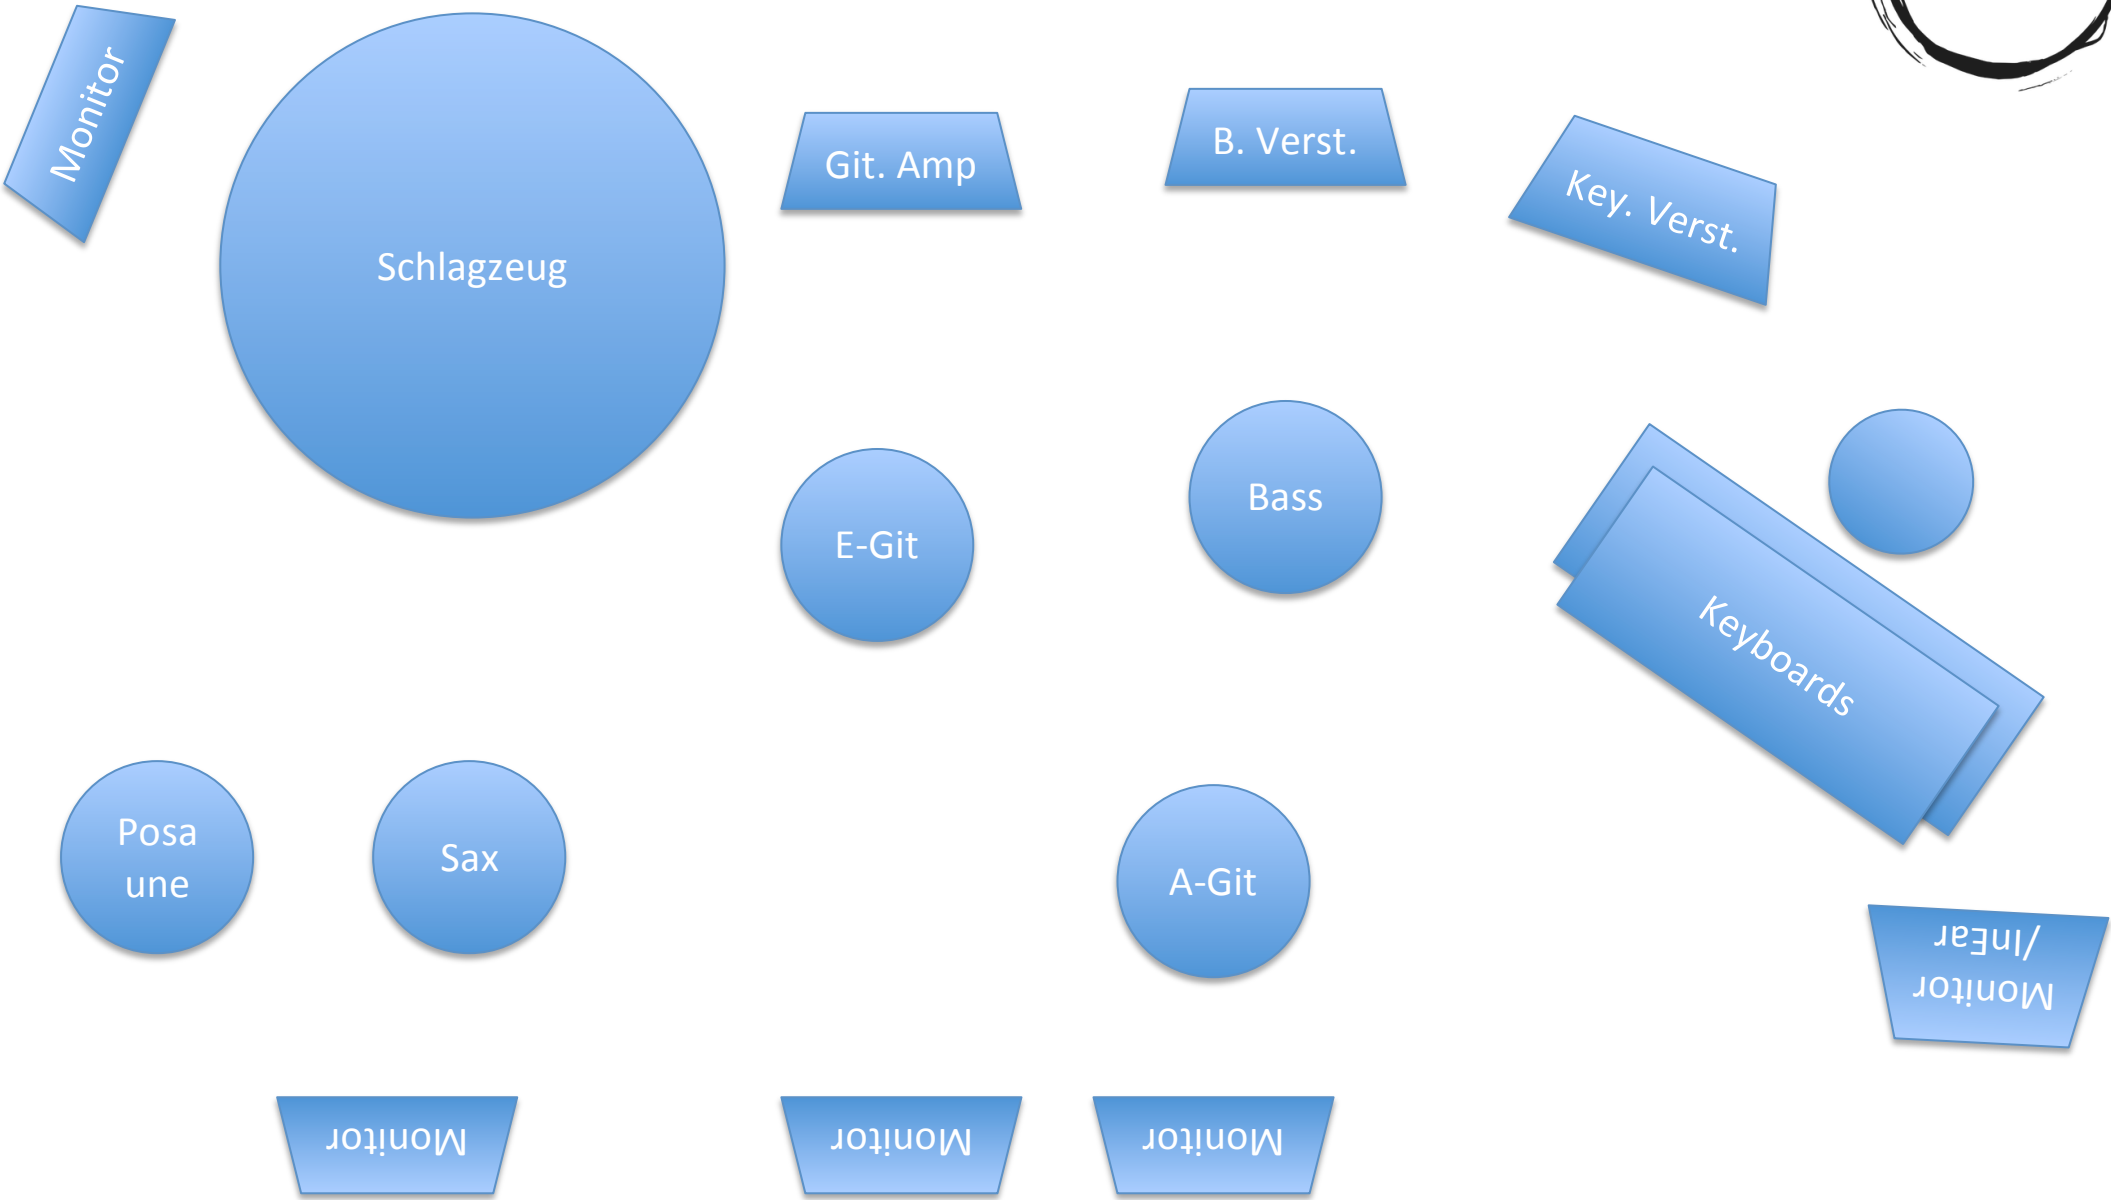 Monitor
Schlagzeug
Git. Amp
B. Verst.
Key. Verst.
E-Git
Bass
Keyboards
Posa
une
Sax
A-Git
Monitor
/InEar
Monitor
Monitor
Monitor